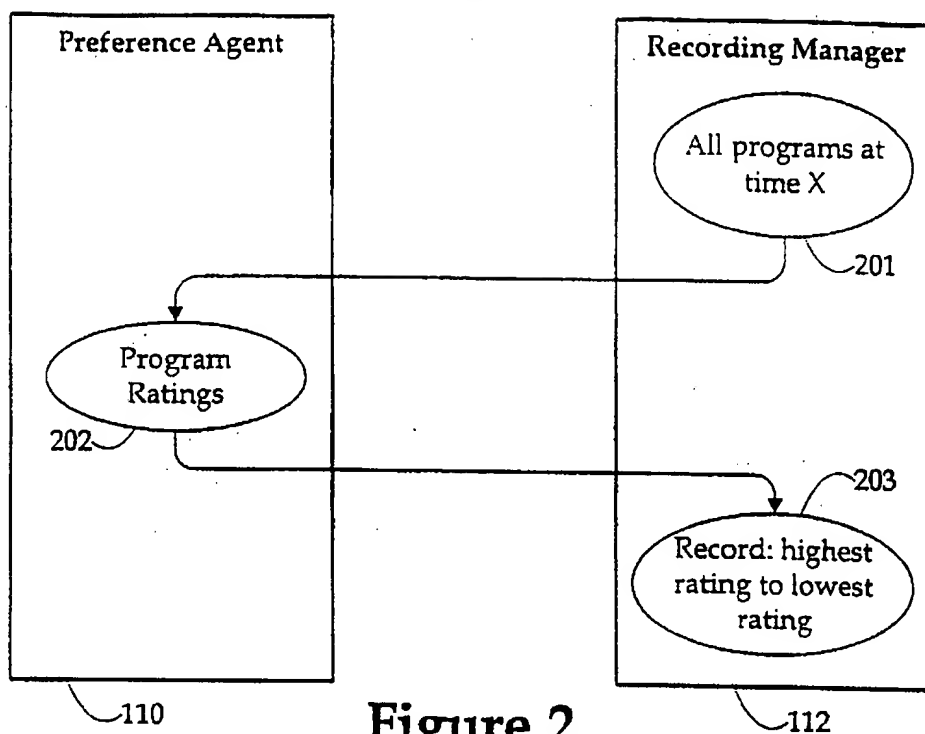 Preference Agent
Recording Manager
All programs at
time X
201
Program
Ratings
202
203
Record: highest
rating to lowest
rating
110
Figure 2
112